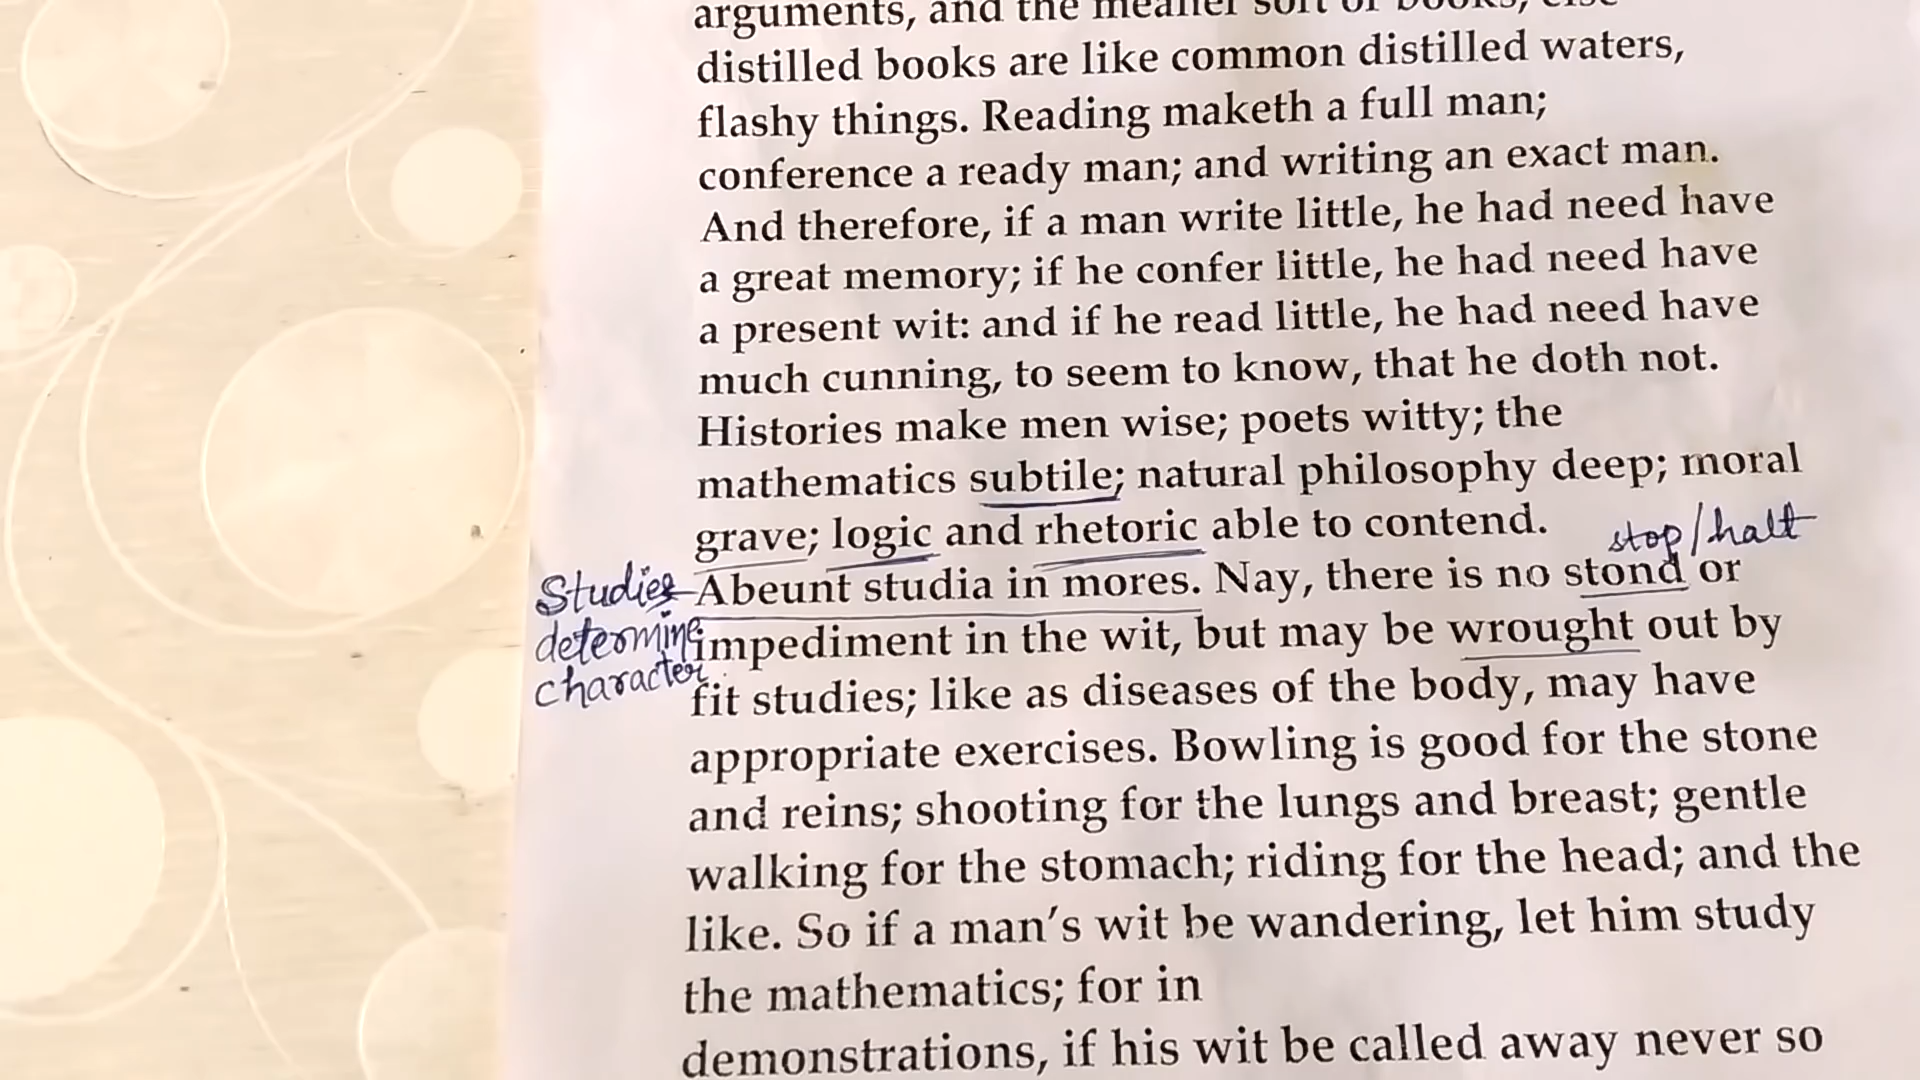 arguments, and the meaner sort of books, else
distilled books are like common distilled waters,
flashy things. Reading maketh a full man;
conference a ready man; and writing an exact man.
And therefore, if a man write little, he had need have
a great memory; if he confer little, he had need have
a present wit: and if he read little, he had need have
much cunning, to seem to know, that he doth not.
Histories make men wise; poets witty; the
mathematics subtile; natural philosophy deep; moral
grave; logic and rhetoric able to contend.
stop/halt
Abeunt studia in mores. Nay, there is no stond or
impediment in the wit, but may be wrought out by
fit studies; like as diseases of the body, may have
Studies
determine
character
appropriate exercises. Bowling is good for the stone
and reins; shooting for the lungs and breast; gentle
walking for the stomach; riding for the head; and the
like. So if a man's wit be wandering, let him study
the mathematics; for in
demonstrations, if his wit be called away never so